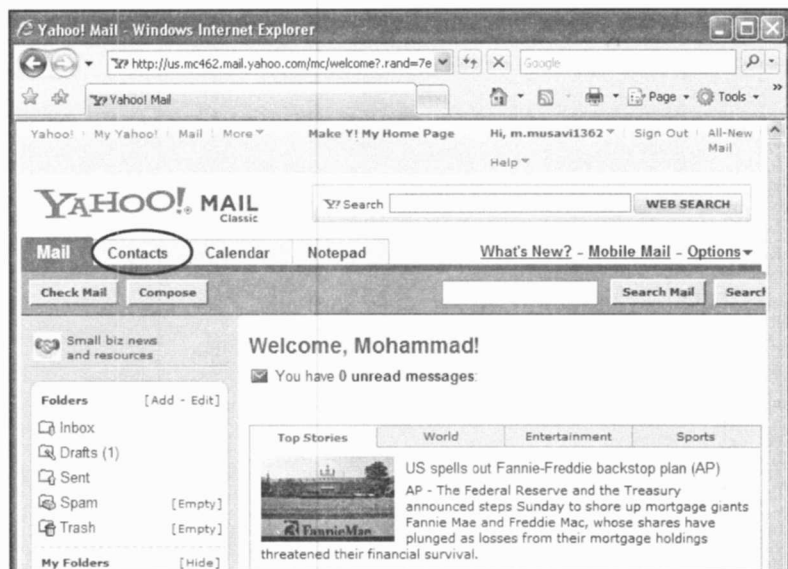 Yahoo! Mail - Windows Internet Explorer
http://us.mc462.mail.yahoo.com/mc/welcome?.rand=7e
Google
Yahoo! Mail
Page
Tools
»
Yahoo! My Yahoo! Mail More Make Y! My Home Page Hi, m.musavi1362 Sign Out All-New Mail
Help
YAHOO! MAIL
Classic
Y! Search
WEB SEARCH
Mail Contacts Calendar Notepad What's New? - Mobile Mail - Options
Check Mail Compose Search Mail Search
Small biz news
and resources
Welcome, Mohammad!
You have 0 unread messages:
Folders [Add - Edit]
Inbox
Drafts (1)
Sent
Spam [Empty]
Trash [Empty]
My Folders [Hide]
Top Stories World Entertainment Sports
FannieMae
US spells out Fannie-Freddie backstop plan (AP)
AP - The Federal Reserve and the Treasury
announced steps Sunday to shore up mortgage giants
Fannie Mae and Freddie Mac, whose shares have
plunged as losses from their mortgage holdings
threatened their financial survival.